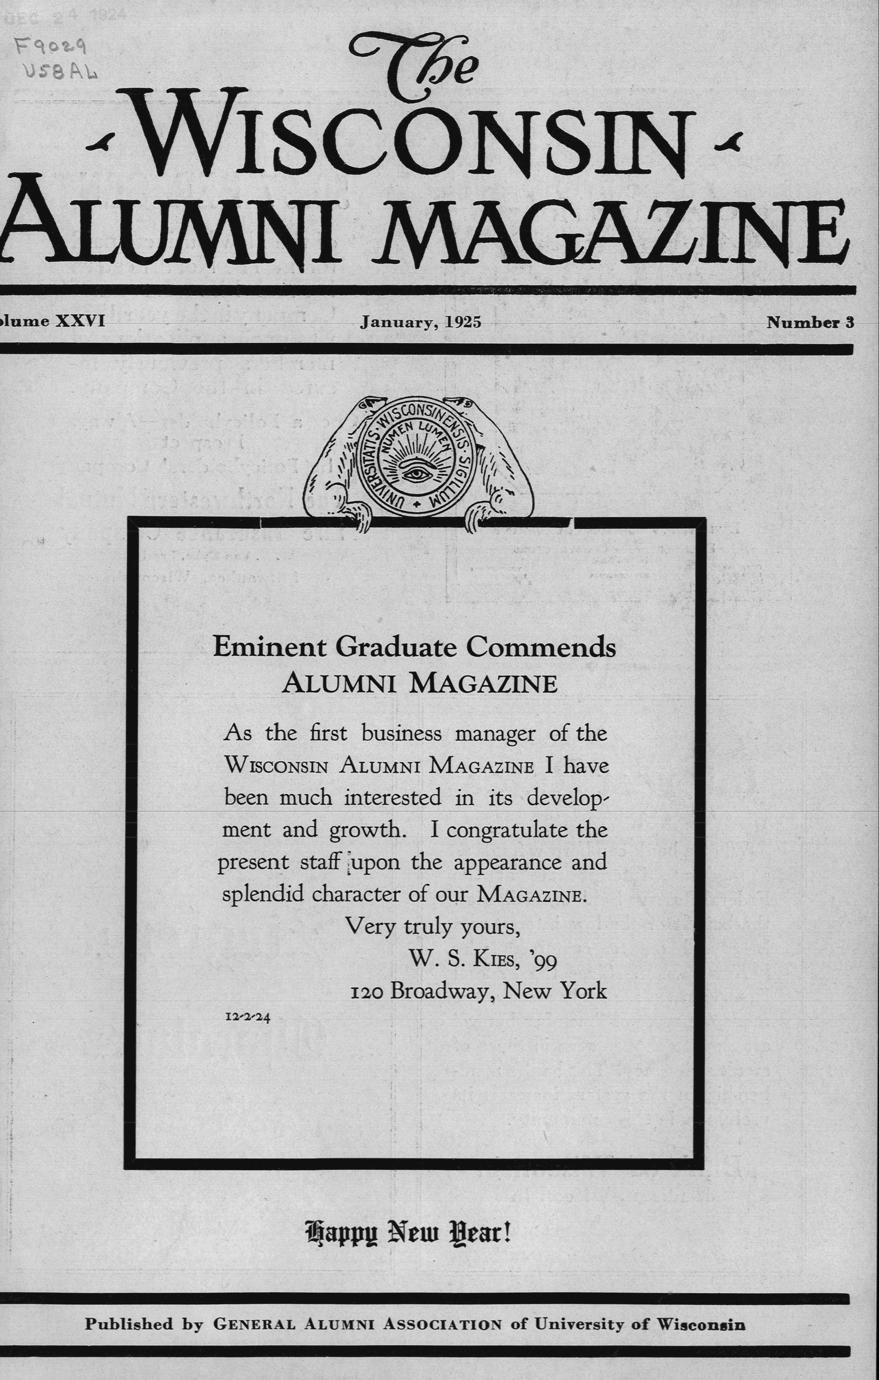 DEC 24 1924
F9029
U58AL
The
WISCONSIN
ALUMNI MAGAZINE
olume XXVI January, 1925 Number 3
UNIVERSITATIS · WISCONSINENSIS · SIGILLUM
NUMEN LUMEN
Eminent Graduate Commends
ALUMNI MAGAZINE
As the first business manager of the
WISCONSIN ALUMNI MAGAZINE I have
been much interested in its develop-
ment and growth. I congratulate the
present staff upon the appearance and
splendid character of our MAGAZINE.
Very truly yours,
W. S. KIES, '99
120 Broadway, New York
12-2-24
Happy New Year!
Published by GENERAL ALUMNI ASSOCIATION of University of Wisconsin